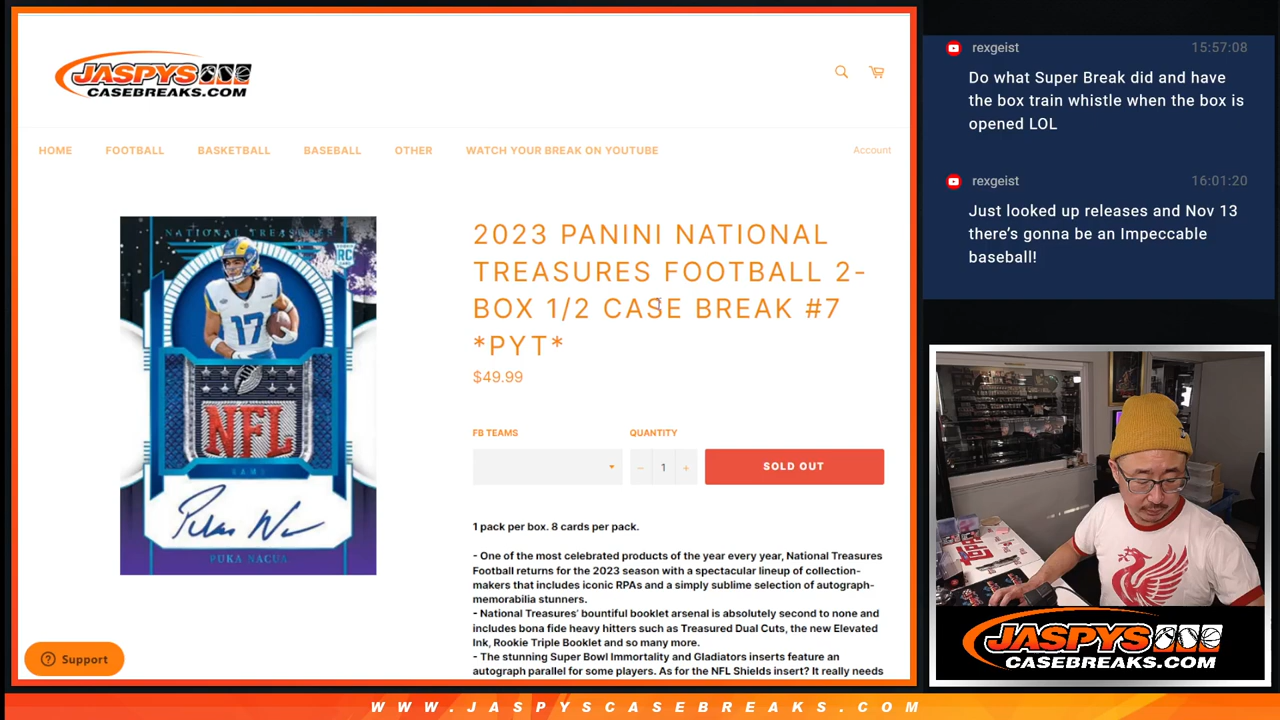 JASPYS
CASEBREAKS.COM
HOME
FOOTBALL
BASKETBALL
BASEBALL
OTHER
WATCH YOUR BREAK ON YOUTUBE
Account
NATIONAL TREASURES
RC
17
NFL
RAMS
PUKA NACUA
2023 PANINI NATIONAL
TREASURES FOOTBALL 2-
BOX 1/2 CASE BREAK #7
*PYT*
$49.99
FB TEAMS
QUANTITY
− 1 +
SOLD OUT
1 pack per box. 8 cards per pack.
- One of the most celebrated products of the year every year, National Treasures
Football returns for the 2023 season with a spectacular lineup of collection-
makers that includes iconic RPAs and a simply sublime selection of autograph-
memorabilia stunners.
- National Treasures' bountiful booklet arsenal is absolutely second to none and
includes bona fide heavy hitters such as Treasured Dual Cuts, the new Elevated
Ink, Rookie Triple Booklet and so many more.
- The stunning Super Bowl Immortality and Gladiators inserts feature an
autograph parallel for some players. As for the NFL Shields insert? It really needs
Support
rexgeist 15:57:08
Do what Super Break did and have
the box train whistle when the box is
opened LOL
rexgeist 16:01:20
Just looked up releases and Nov 13
there's gonna be an Impeccable
baseball!
JASPYS
CASEBREAKS.COM
WWW.JASPYSCASEBREAKS.COM